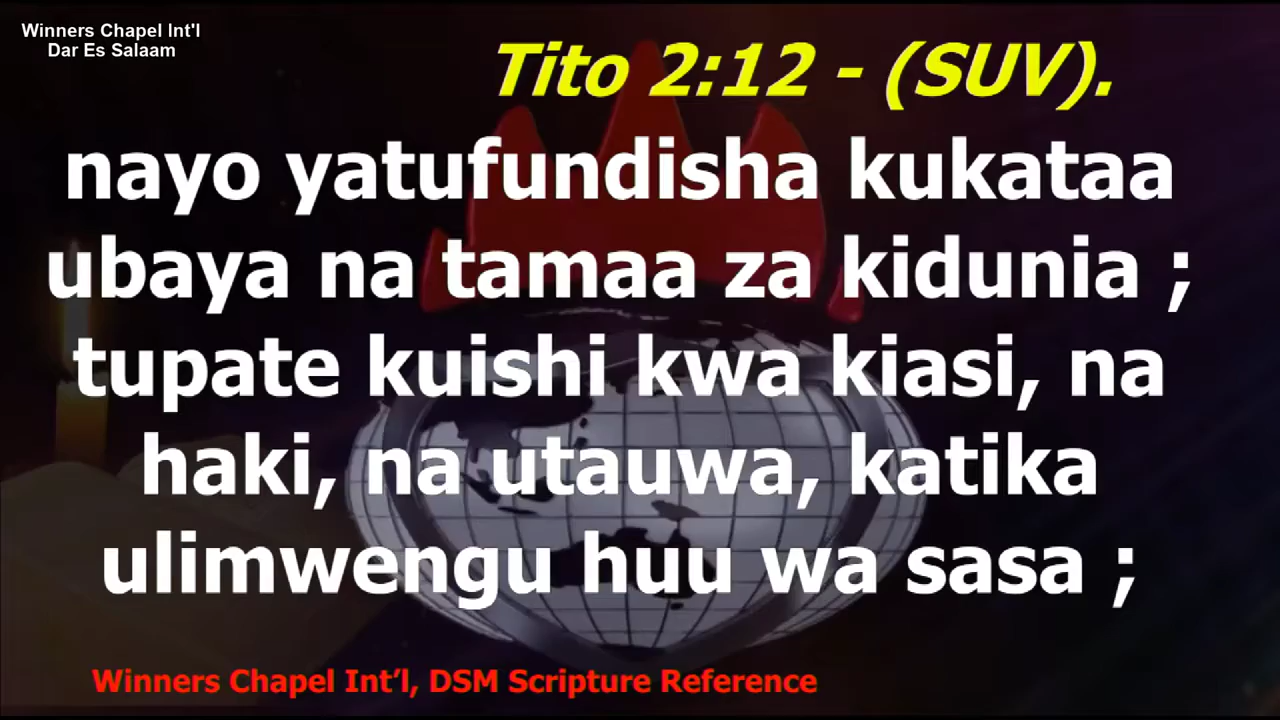 Winners Chapel Int'l
Dar Es Salaam
Tito 2:12 - (SUV).
nayo yatufundisha kukataa
ubaya na tamaa za kidunia ;
tupate kuishi kwa kiasi, na
haki, na utauwa, katika
ulimwengu huu wa sasa ;
Winners Chapel Int’l, DSM Scripture Reference